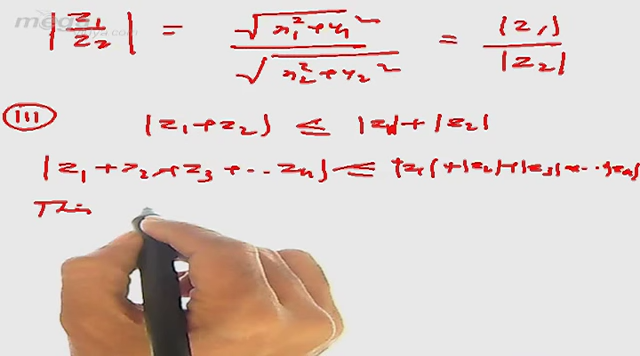 |z₁/z₂| = √(x₁²+y₁²) / √(x₂²+y₂²) = |z₁| / |z₂|
(III)
|z₁+z₂| ≤ |z₁| + |z₂|
|z₁ + z₂ + z₃ + ... zₙ| ≤ |z₁| + |z₂| + |z₃| + ... |zₙ|
This